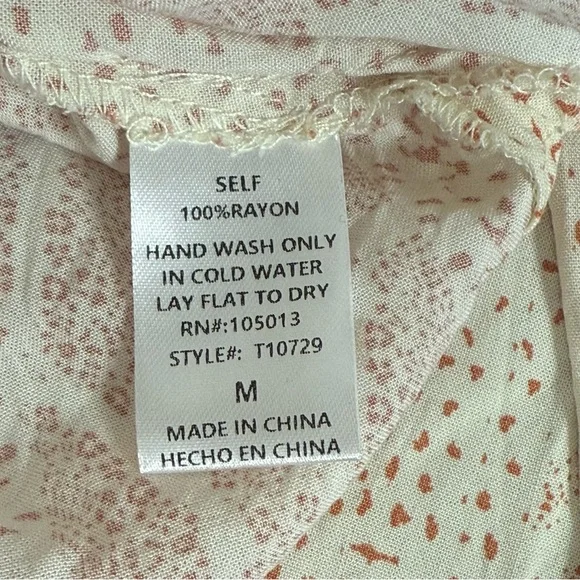 SELF
100%RAYON
HAND WASH ONLY
IN COLD WATER
LAY FLAT TO DRY
RN#:105013
STYLE#: T10729
M
MADE IN CHINA
HECHO EN CHINA